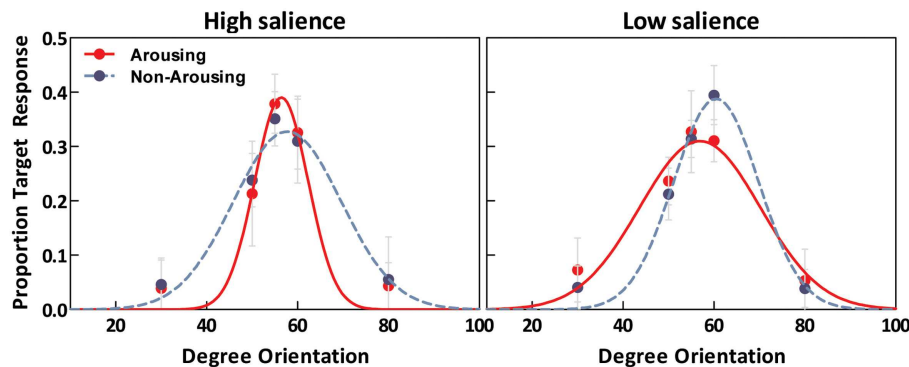 High salience
Low salience
Proportion Target Response
0.5
0.4
0.3
0.2
0.1
0.0
Arousing
Non-Arousing
20 40 60 80 100
20 40 60 80 100
Degree Orientation
Degree Orientation